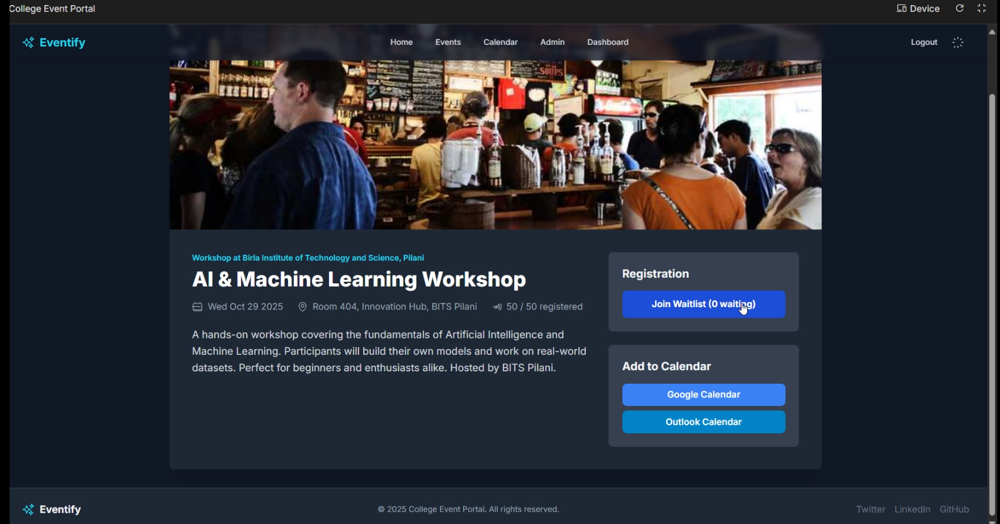 College Event Portal
Device
Eventify
Home Events Calendar Admin Dashboard
Logout
SOUPS
Coca-Cola
Workshop at Birla Institute of Technology and Science, Pilani
AI & Machine Learning Workshop
Wed Oct 29 2025 Room 404, Innovation Hub, BITS Pilani 50 / 50 registered
A hands-on workshop covering the fundamentals of Artificial Intelligence and
Machine Learning. Participants will build their own models and work on real-world
datasets. Perfect for beginners and enthusiasts alike. Hosted by BITS Pilani.
Registration
Join Waitlist (0 waiting)
Add to Calendar
Google Calendar
Outlook Calendar
Eventify
© 2025 College Event Portal. All rights reserved.
Twitter LinkedIn GitHub